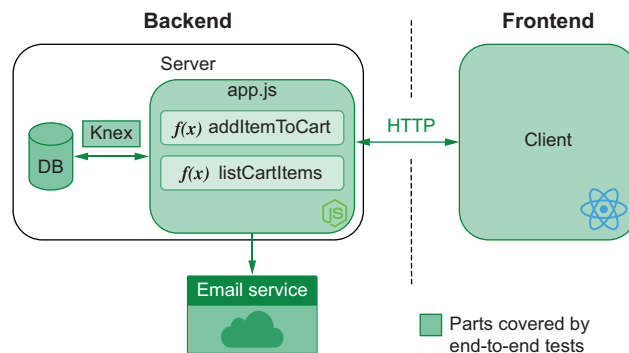 Backend
Frontend
Server
app.js
Knex
f(x) addItemToCart
HTTP
DB
Client
f(x) listCartItems
JS
Email service
Parts covered by
end-to-end tests